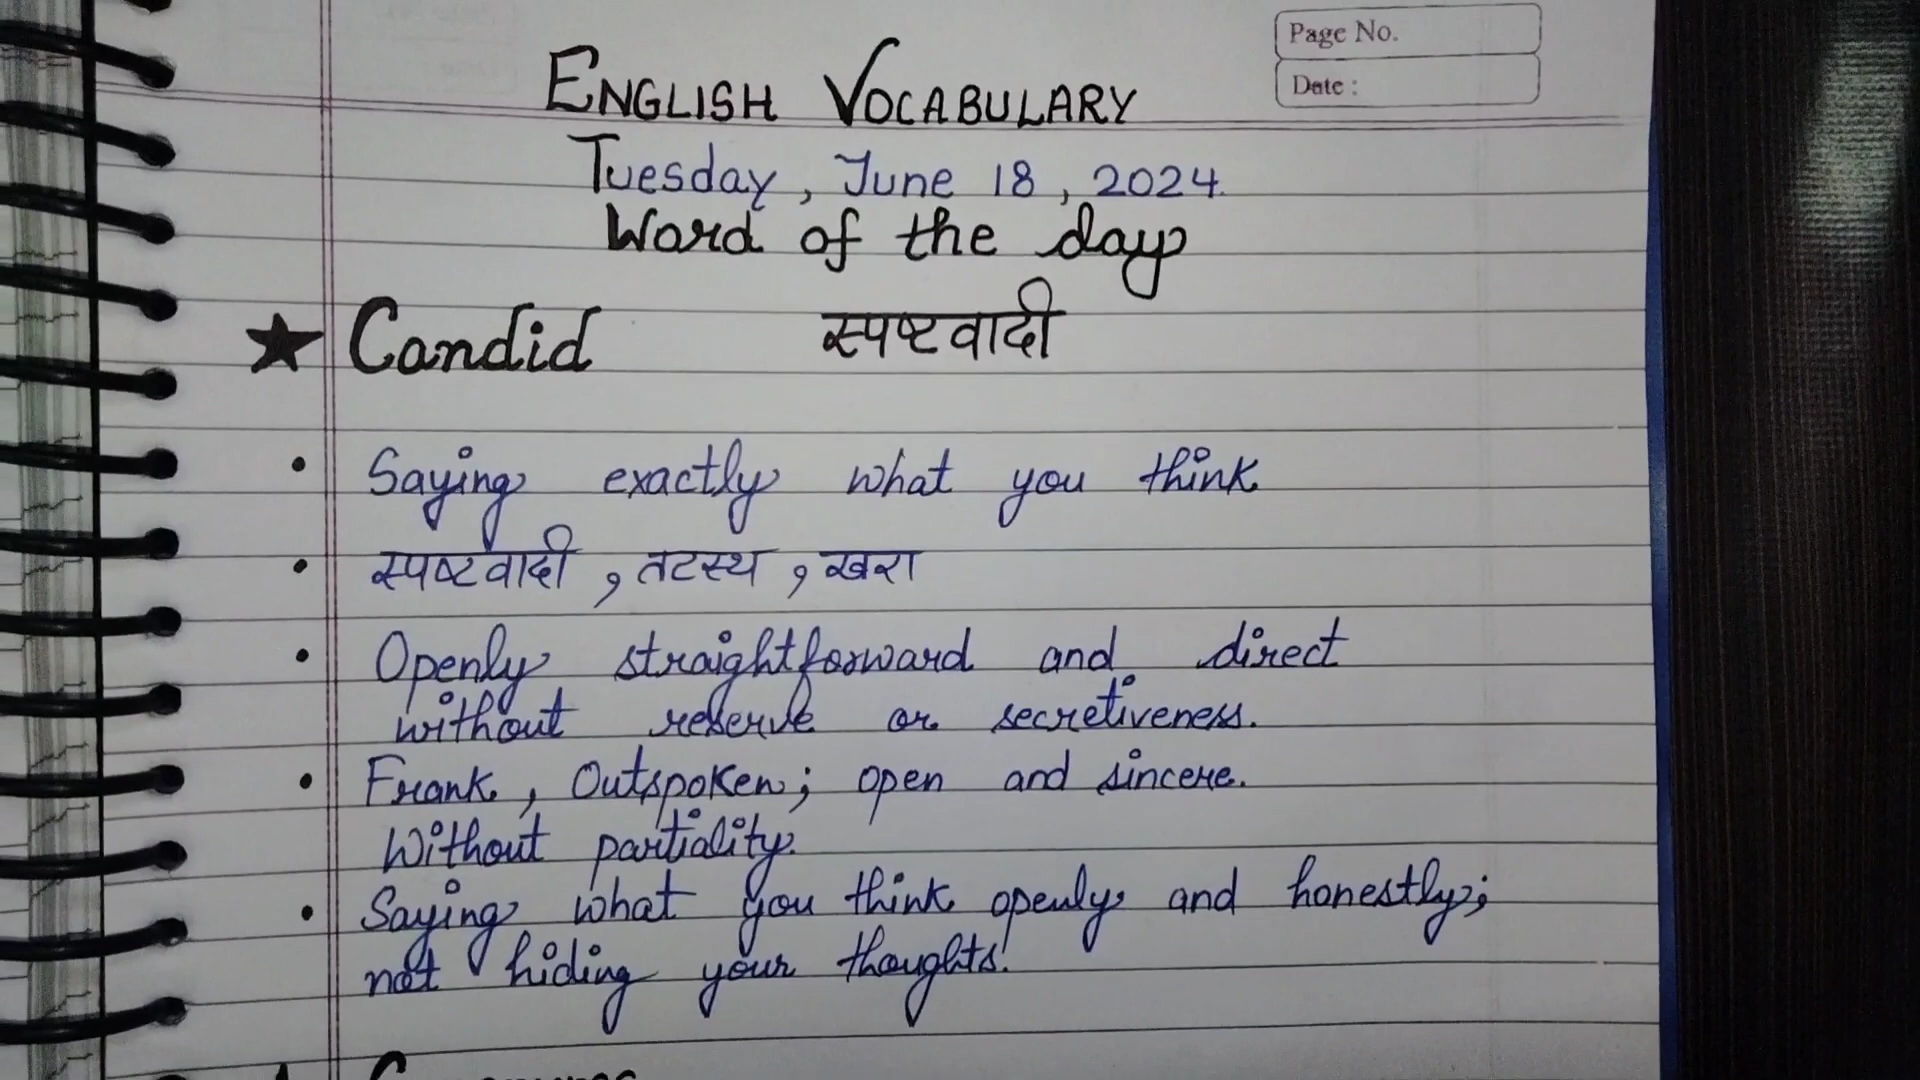 Page No.
Date :
ENGLISH VOCABULARY
Tuesday, June 18, 2024.
Word of the day
★ Candid स्पष्टवादी
• Saying exactly what you think
• स्पष्टवादी, तटस्थ, खरा
• Openly straightforward and direct
without reserve or secretiveness.
• Frank, Outspoken; open and sincere.
Without partiality.
• Saying what you think openly and honestly;
not hiding your thoughts.